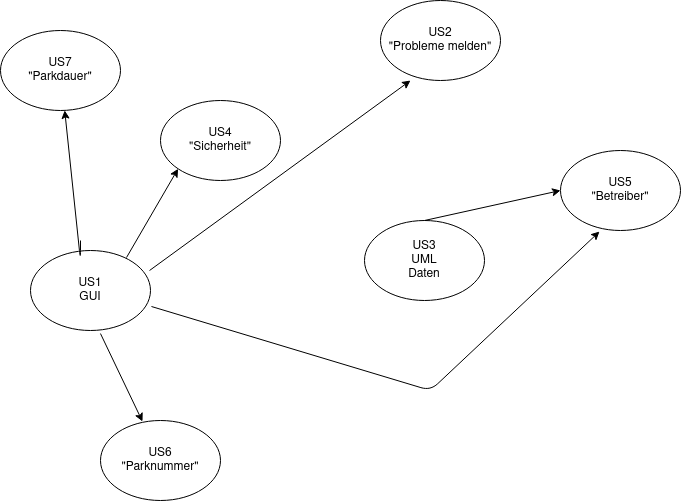 US2
"Probleme melden"
US7
"Parkdauer"
US4
"Sicherheit"
US5
"Betreiber"
US3
UML
Daten
US1
GUI
US6
"Parknummer"